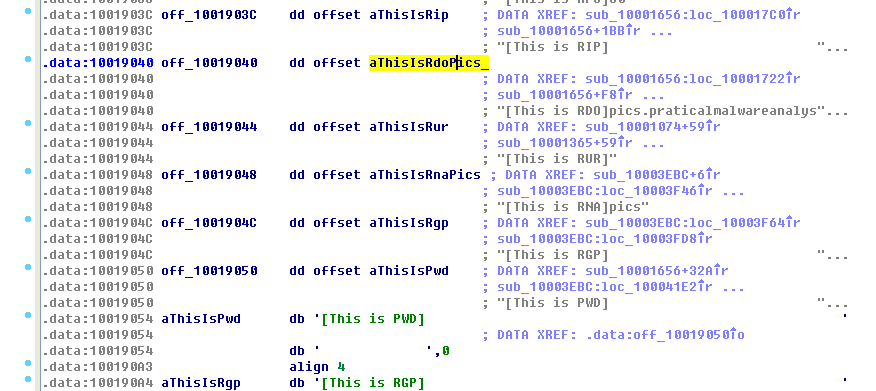 .data:1001903C off_1001903C    dd offset aThisIsRip    ; DATA XREF: sub_10001656:loc_100017C0↑r
.data:1001903C    ; sub_10001656+1BB↑r ...
.data:1001903C    ; "[This is RIP]    "...
.data:10019040 off_10019040    dd offset aThisIsRdoPics_
.data:10019040    ; DATA XREF: sub_10001656:loc_10001722↑r
.data:10019040    ; sub_10001656+F8↑r ...
.data:10019040    ; "[This is RDO]pics.praticalmalwareanalys"...
.data:10019044 off_10019044    dd offset aThisIsRur    ; DATA XREF: sub_10001074+59↑r
.data:10019044    ; sub_10001365+59↑r ...
.data:10019044    ; "[This is RUR]"
.data:10019048 off_10019048    dd offset aThisIsRnaPics ; DATA XREF: sub_10003EBC+6↑r
.data:10019048    ; sub_10003EBC:loc_10003F46↑r ...
.data:10019048    ; "[This is RNA]pics"
.data:1001904C off_1001904C    dd offset aThisIsRgp    ; DATA XREF: sub_10003EBC:loc_10003F64↑r
.data:1001904C    ; sub_10003EBC:loc_10003FD8↑r
.data:1001904C    ; "[This is RGP]    "...
.data:10019050 off_10019050    dd offset aThisIsPwd    ; DATA XREF: sub_10001656+32A↑r
.data:10019050    ; sub_10003EBC:loc_100041E2↑r ...
.data:10019050    ; "[This is PWD]    "...
.data:10019054 aThisIsPwd    db '[This is PWD]    '
.data:10019054    ; DATA XREF: .data:off_10019050↑o
.data:10019054    db '    ',0
.data:100190A3    align 4
.data:100190A4 aThisIsRgp    db '[This is RGP]    '